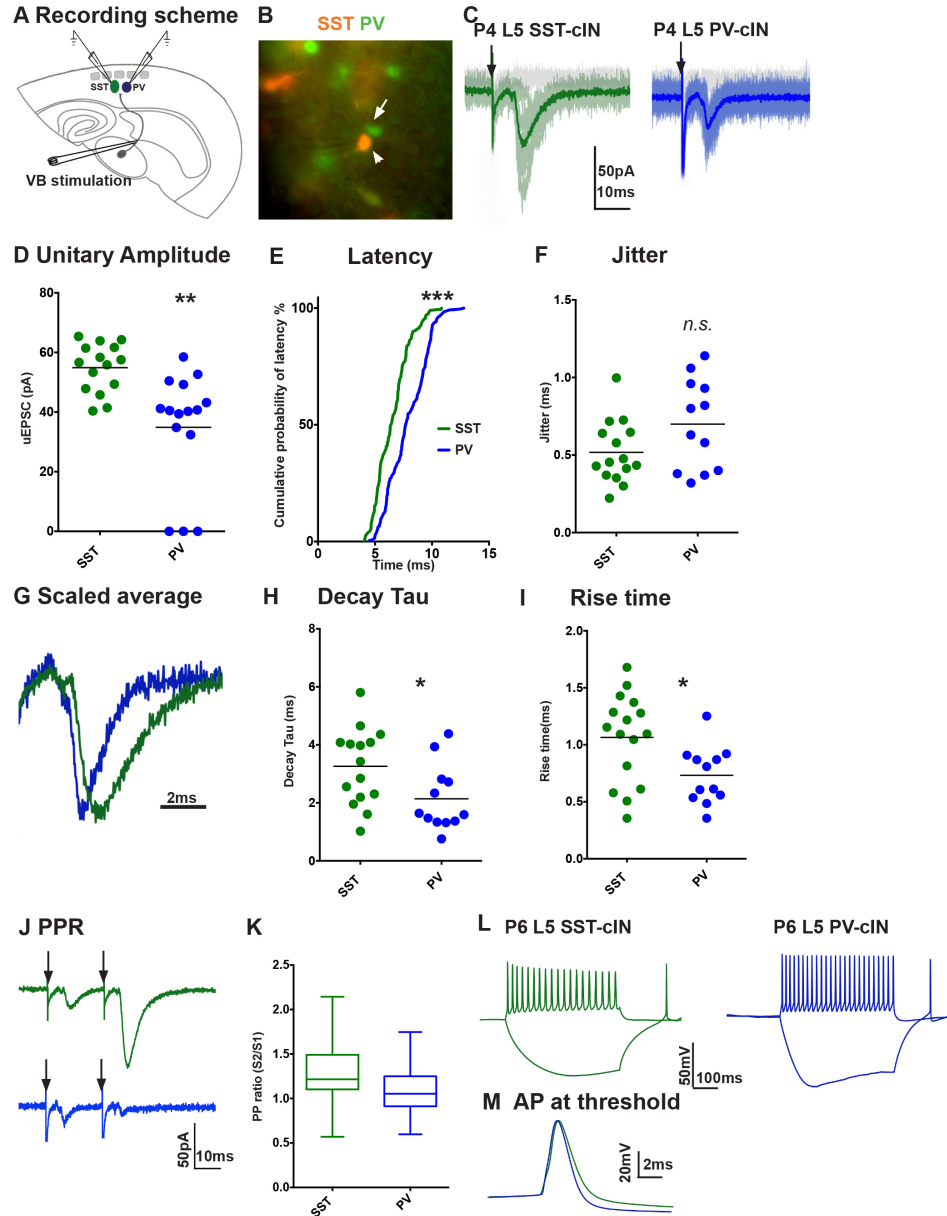 A Recording scheme
SST
PV
VB stimulation
B
SST PV
C
P4 L5 SST-cIN
P4 L5 PV-cIN
50pA
10ms
D Unitary Amplitude
80
60
40
20
0
uEPSC (pA)
**
SST
PV
E Latency
***
100
50
0
Cumulative probability of latency %
SST
PV
0
5
10
15
Time (ms)
F Jitter
n.s.
1.5
1.0
0.5
0.0
Jitter (ms)
SST
PV
G Scaled average
2ms
H Decay Tau
8
6
4
2
0
Decay Tau (ms)
*
SST
PV
I Rise time
2.0
1.5
1.0
0.5
0.0
Rise time(ms)
*
SST
PV
J PPR
50pA
10ms
K
2.5
2.0
1.5
1.0
0.5
0.0
PP ratio (S2/S1)
SST
PV
L
P6 L5 SST-cIN
P6 L5 PV-cIN
50mV
100ms
M AP at threshold
20mV
2ms